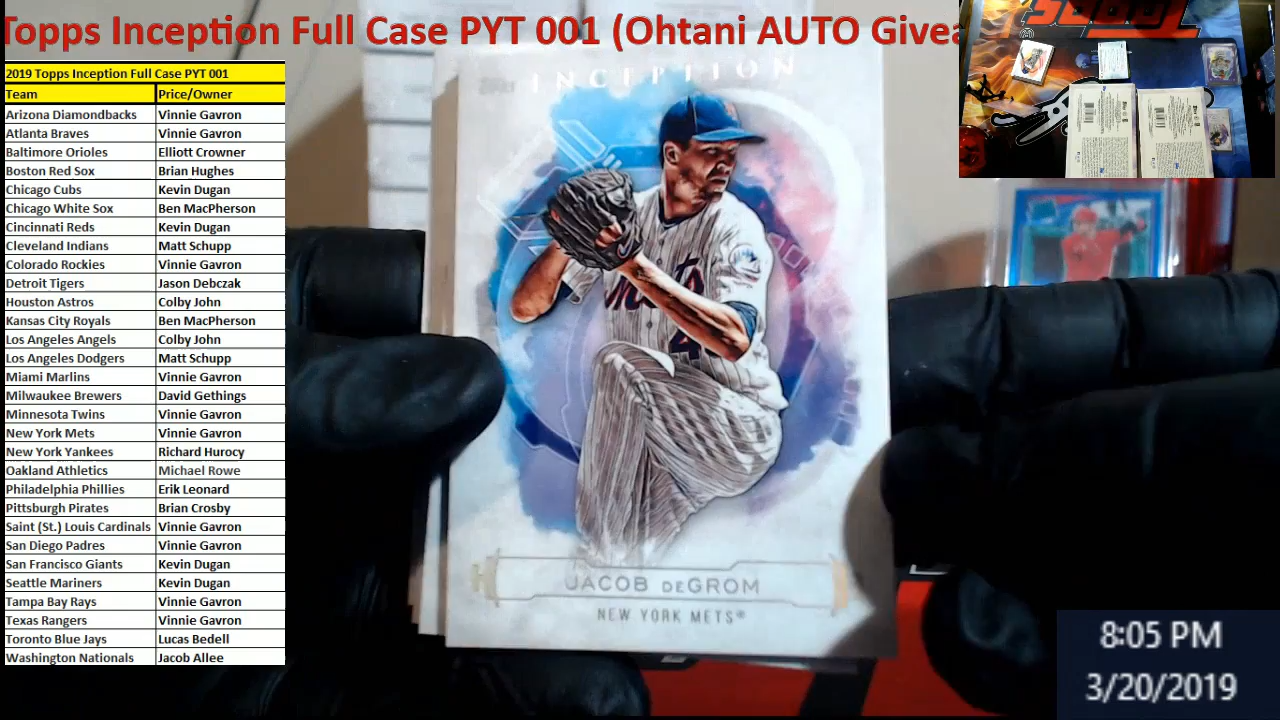 Topps Inception Full Case PYT 001 (Ohtani AUTO Givea
2019 Topps Inception Full Case PYT 001
Team Price/Owner
Arizona Diamondbacks Vinnie Gavron
Atlanta Braves Vinnie Gavron
Baltimore Orioles Elliott Crowner
Boston Red Sox Brian Hughes
Chicago Cubs Kevin Dugan
Chicago White Sox Ben MacPherson
Cincinnati Reds Kevin Dugan
Cleveland Indians Matt Schupp
Colorado Rockies Vinnie Gavron
Detroit Tigers Jason Debczak
Houston Astros Colby John
Kansas City Royals Ben MacPherson
Los Angeles Angels Colby John
Los Angeles Dodgers Matt Schupp
Miami Marlins Vinnie Gavron
Milwaukee Brewers David Gethings
Minnesota Twins Vinnie Gavron
New York Mets Vinnie Gavron
New York Yankees Richard Hurocy
Oakland Athletics Michael Rowe
Philadelphia Phillies Erik Leonard
Pittsburgh Pirates Brian Crosby
Saint (St.) Louis Cardinals Vinnie Gavron
San Diego Padres Vinnie Gavron
San Francisco Giants Kevin Dugan
Seattle Mariners Kevin Dugan
Tampa Bay Rays Vinnie Gavron
Texas Rangers Vinnie Gavron
Toronto Blue Jays Lucas Bedell
Washington Nationals Jacob Allee
INCEPTION
Mets
4
JACOB deGROM
NEW YORK METS®
8:05 PM
3/20/2019